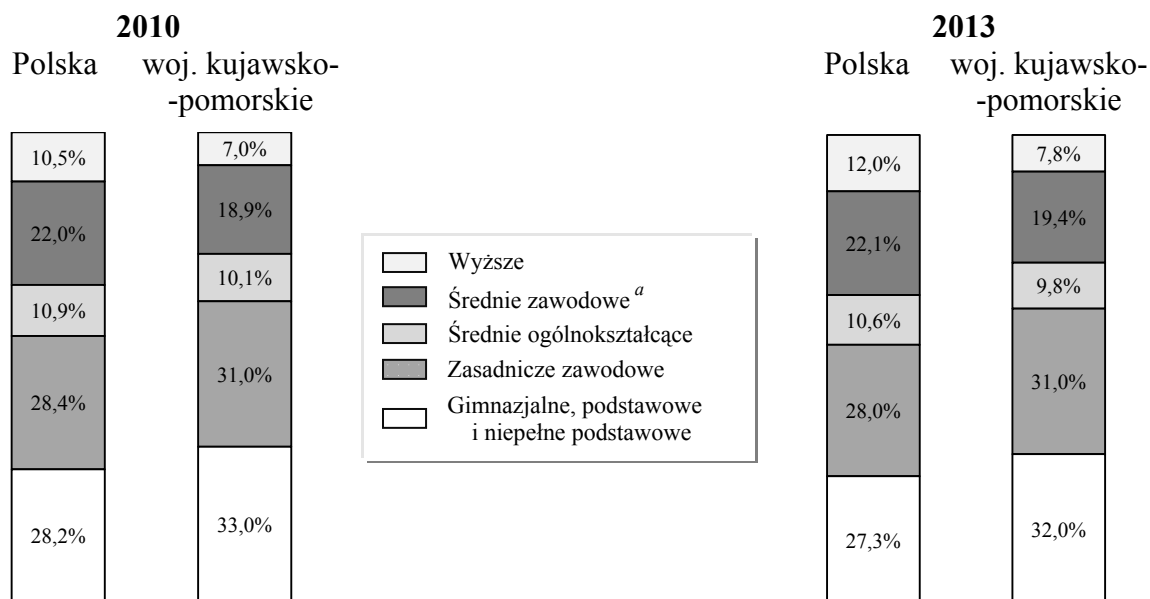 2010
Polska
woj. kujawsko-
-pomorskie
10,5%
22,0%
10,9%
28,4%
28,2%
7,0%
18,9%
10,1%
31,0%
33,0%
Wyższe
Średnie zawodowe a
Średnie ogólnokształcące
Zasadnicze zawodowe
Gimnazjalne, podstawowe
i niepełne podstawowe
2013
Polska
woj. kujawsko-
-pomorskie
12,0%
22,1%
10,6%
28,0%
27,3%
7,8%
19,4%
9,8%
31,0%
32,0%